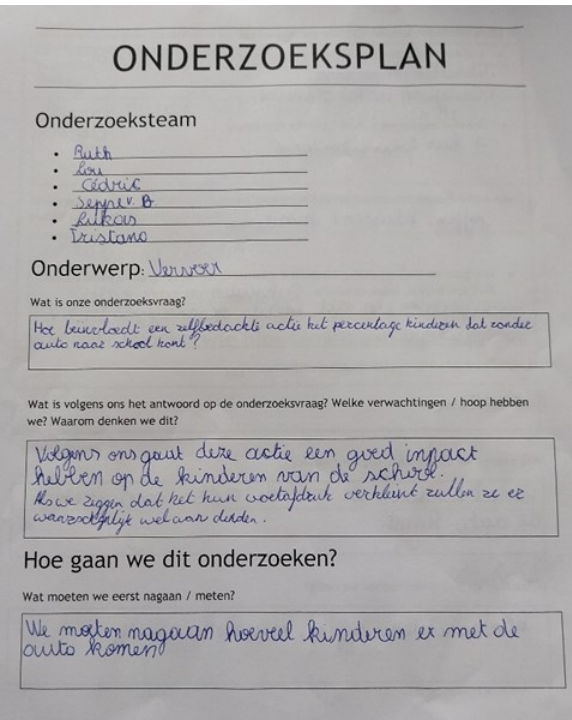 ONDERZOEKSPLAN
Onderzoeksteam
• Ruth
• Lou
• Cédric
• Seppe v. B
• Lukas
• Tristano
Onderwerp: Vervoer
Wat is onze onderzoeksvraag?
Hoe beinvloedt een zelfbedachte actie het percentage kinderen dat zonder
auto naar school komt?
Wat is volgens ons het antwoord op de onderzoeksvraag? Welke verwachtingen / hoop hebben
we? Waarom denken we dit?
Volgens ons gaat deze actie een goed inpact
hebben op de kinderen van de school.
Als we zeggen dat het hun voetafdruk verkleint zullen ze er
waarschijnlijk wel aan denken.
Hoe gaan we dit onderzoeken?
Wat moeten we eerst nagaan / meten?
We moeten nagaan hoeveel kinderen er met de
auto komen